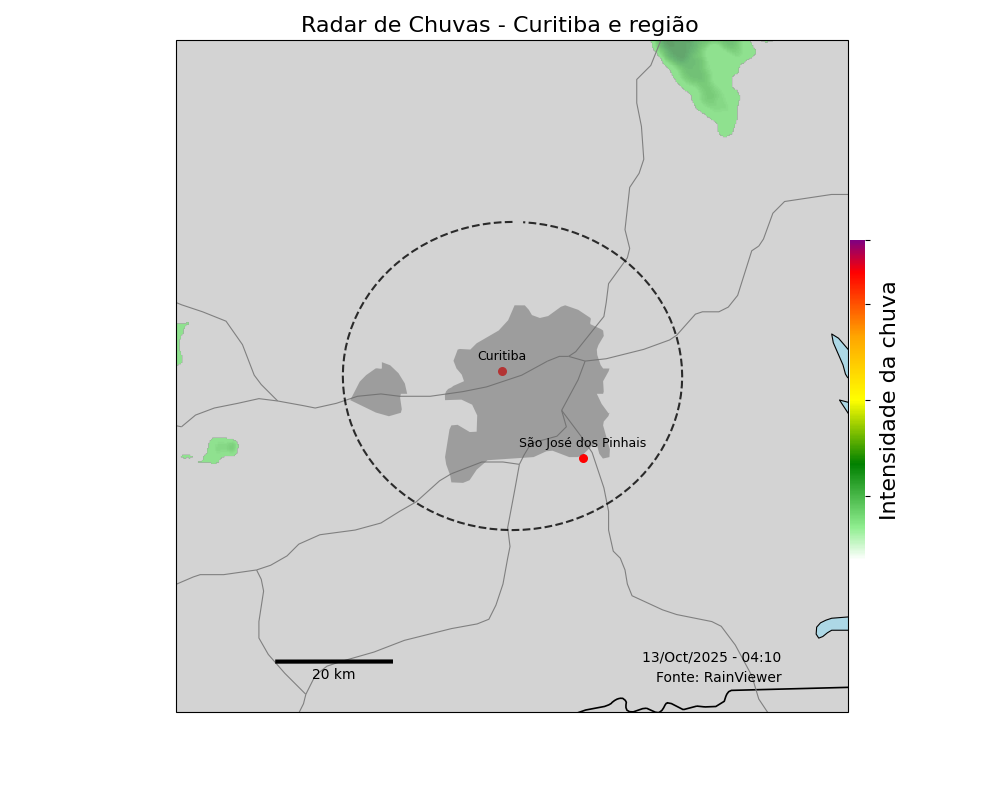 Radar de Chuvas - Curitiba e região
Curitiba
São José dos Pinhais
Intensidade da chuva
20 km
13/Oct/2025 - 04:10
Fonte: RainViewer